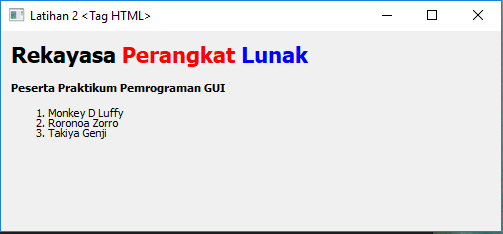 Latihan 2 <Tag HTML>
Rekayasa Perangkat Lunak
Peserta Praktikum Pemrograman GUI
1. Monkey D Luffy
2. Roronoa Zorro
3. Takiya Genji